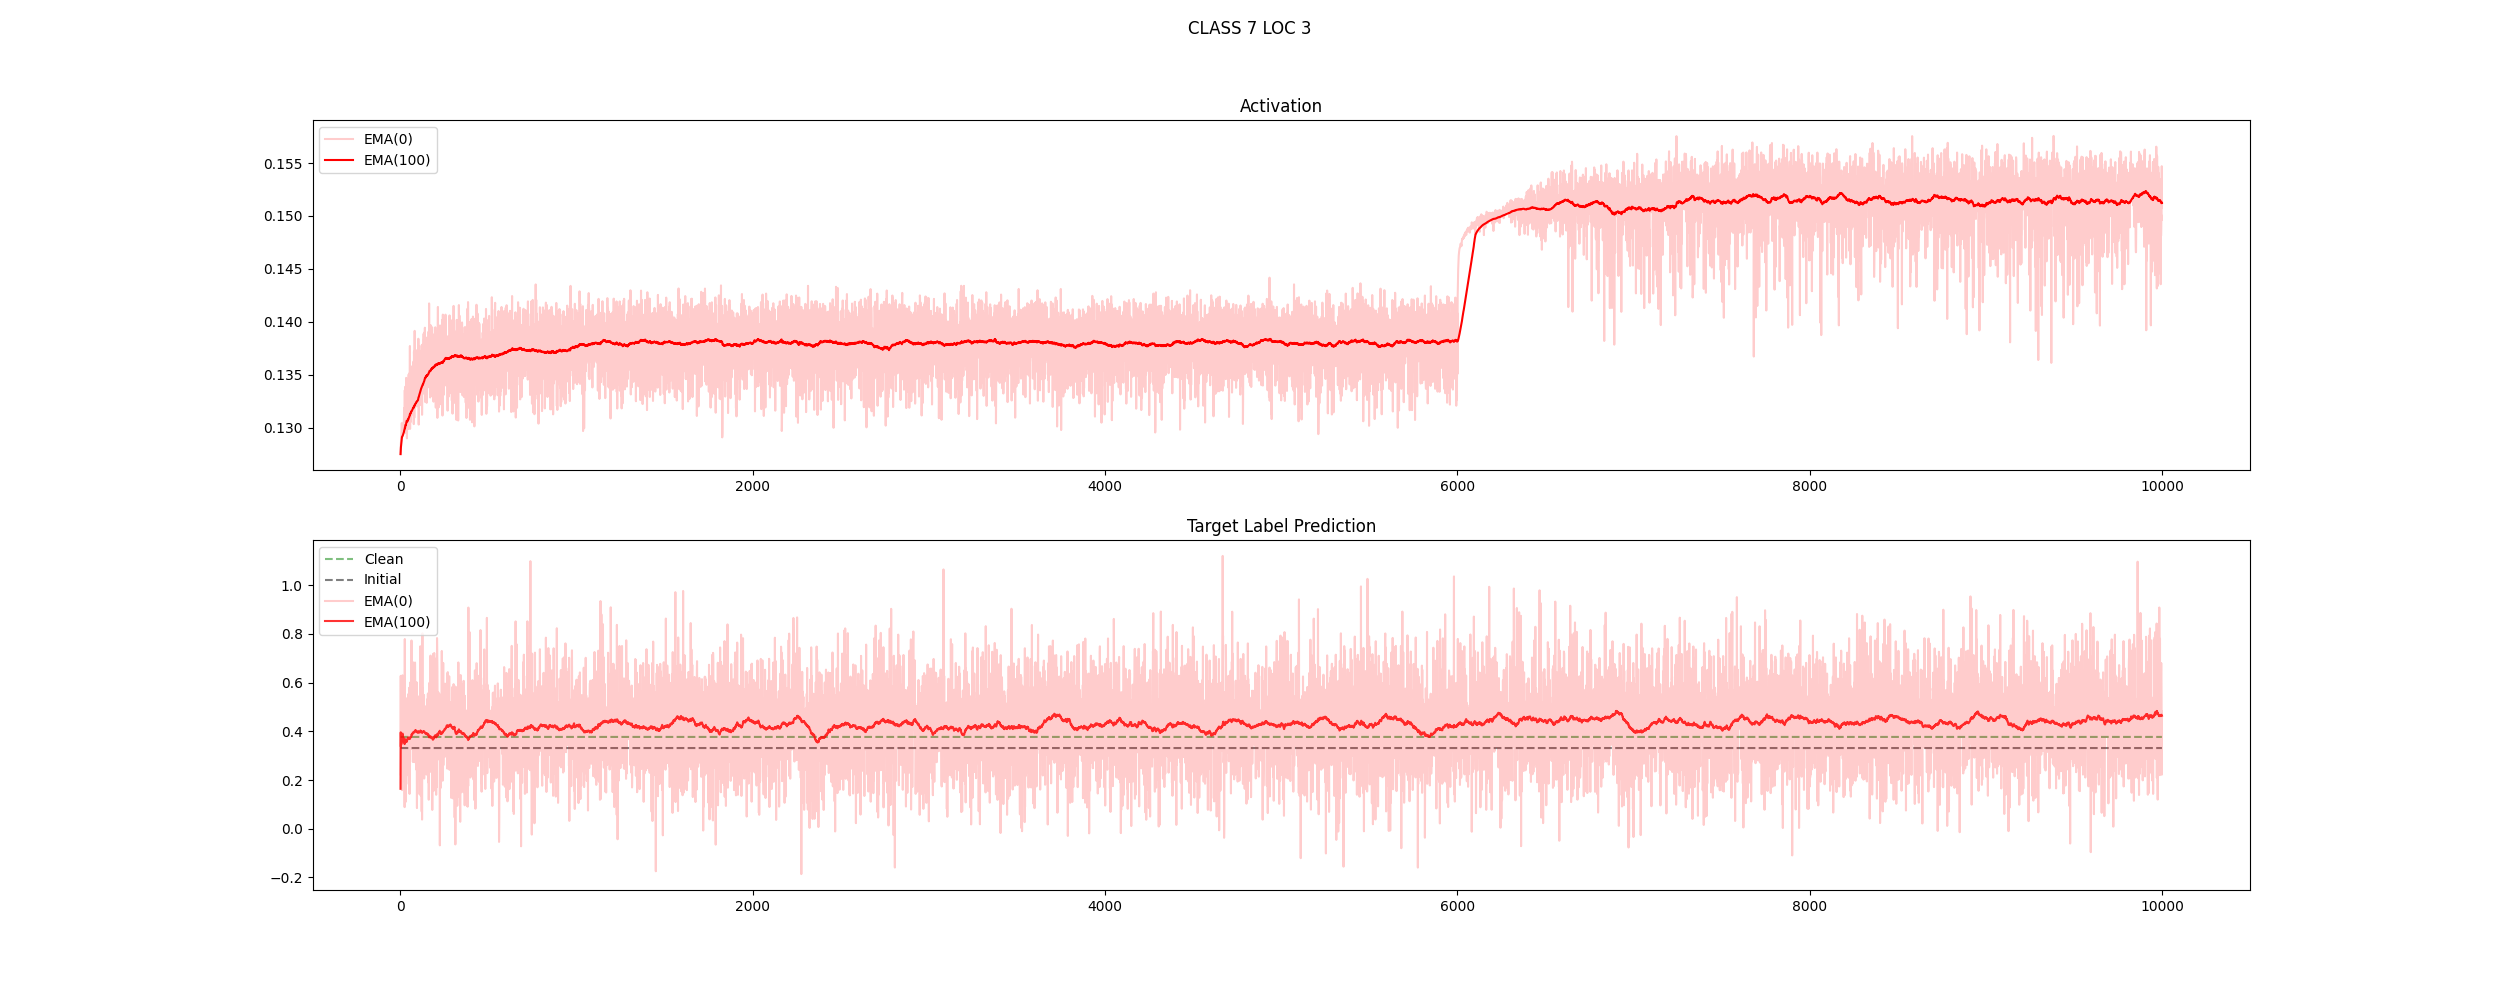 CLASS 7 LOC 3
Activation
EMA(0)
EMA(100)
0.155
0.150
0.145
0.140
0.135
0.130
0 2000 4000 6000 8000 10000
Target Label Prediction
Clean
Initial
EMA(0)
EMA(100)
1.0
0.8
0.6
0.4
0.2
0.0
−0.2
0 2000 4000 6000 8000 10000